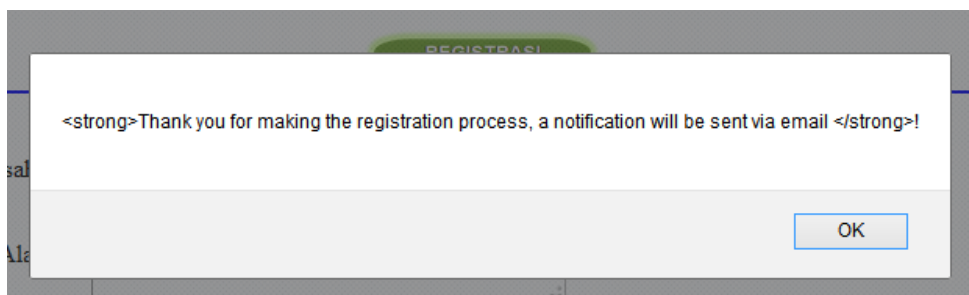 REGISTRASI
<strong>Thank you for making the registration process, a notification will be sent via email </strong>!
OK